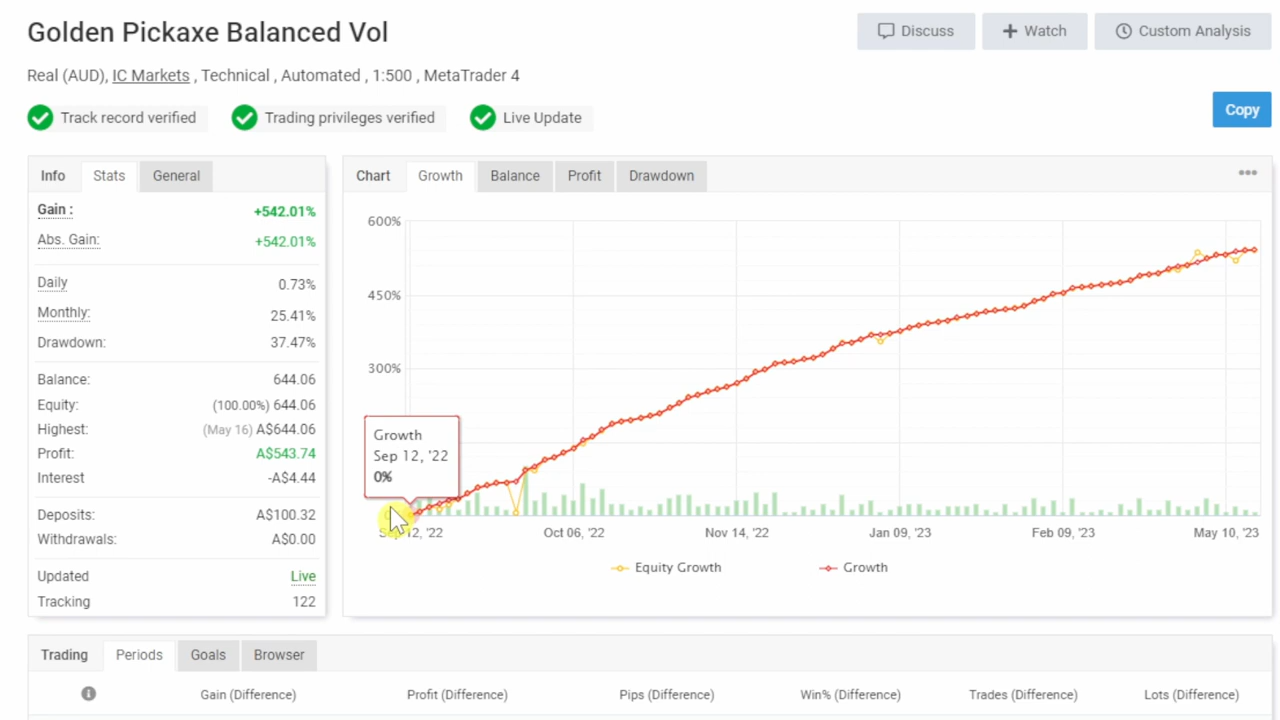 Golden Pickaxe Balanced Vol
Discuss
Watch
Custom Analysis
Real (AUD), IC Markets , Technical , Automated , 1:500 , MetaTrader 4
Track record verified
Trading privileges verified
Live Update
Copy
Info Stats General
Gain : +542.01%
Abs. Gain: +542.01%
Daily 0.73%
Monthly: 25.41%
Drawdown: 37.47%
Balance: 644.06
Equity: (100.00%) 644.06
Highest: (May 16) A$644.06
Profit: A$543.74
Interest -A$4.44
Deposits: A$100.32
Withdrawals: A$0.00
Updated Live
Tracking 122
Chart Growth Balance Profit Drawdown
600%
450%
300%
Growth
Sep 12, '22
0%
Sep 12, '22 Oct 06, '22 Nov 14, '22 Jan 09, '23 Feb 09, '23 May 10, '23
Equity Growth Growth
Trading Periods Goals Browser
Gain (Difference) Profit (Difference) Pips (Difference) Win% (Difference) Trades (Difference) Lots (Difference)